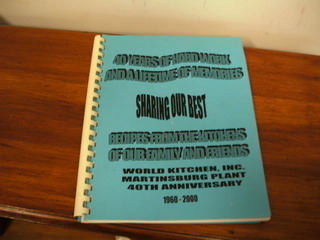 40 YEARS OF HARD WORK
AND A LIFETIME OF MEMORIES
SHARING OUR BEST
RECIPES FROM THE KITCHENS
OF OUR FAMILY AND FRIENDS
WORLD KITCHEN, INC.
MARTINSBURG PLANT
40TH ANNIVERSARY
1960-2000